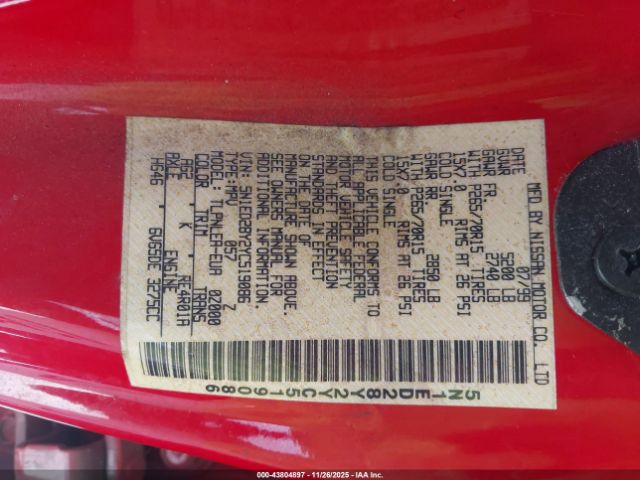 MFD.BY NISSAN MOTOR CO. LTD
DATE 07/99
GVWR 5200 LB
GAWR FR. 2740 LB
WITH P265/70R15 TIRES
15X7.0 RIMS AT 26 PSI
COLD SINGLE
GAWR RR. 2850 LB:
WITH P265/70R15 TIRES
15X7.0 RIMS AT 26 PSI
COLD SINGLE
THIS VEHICLE CONFORMS TO
ALL APPLICABLE FEDERAL
MOTOR VEHICLE SAFETY
AND THEFT PREVENTION
STANDARDS IN EFFECT
ON THE DATE OF
MANUFACTURE SHOWN ABOVE.
SEE OWNERS MANUAL FOR
ADDITIONAL INFORMATION.
VIN: 5N1ED28Y2YC519086
TYPE:MPV 057 Z
MODEL: 02000
COLOR TRIM TRANS
K RE4R01A
AXLE ENGINE
H646
5N1ED28Y2YC519086
000-43804897 - 11/26/2025 - IAA Inc.